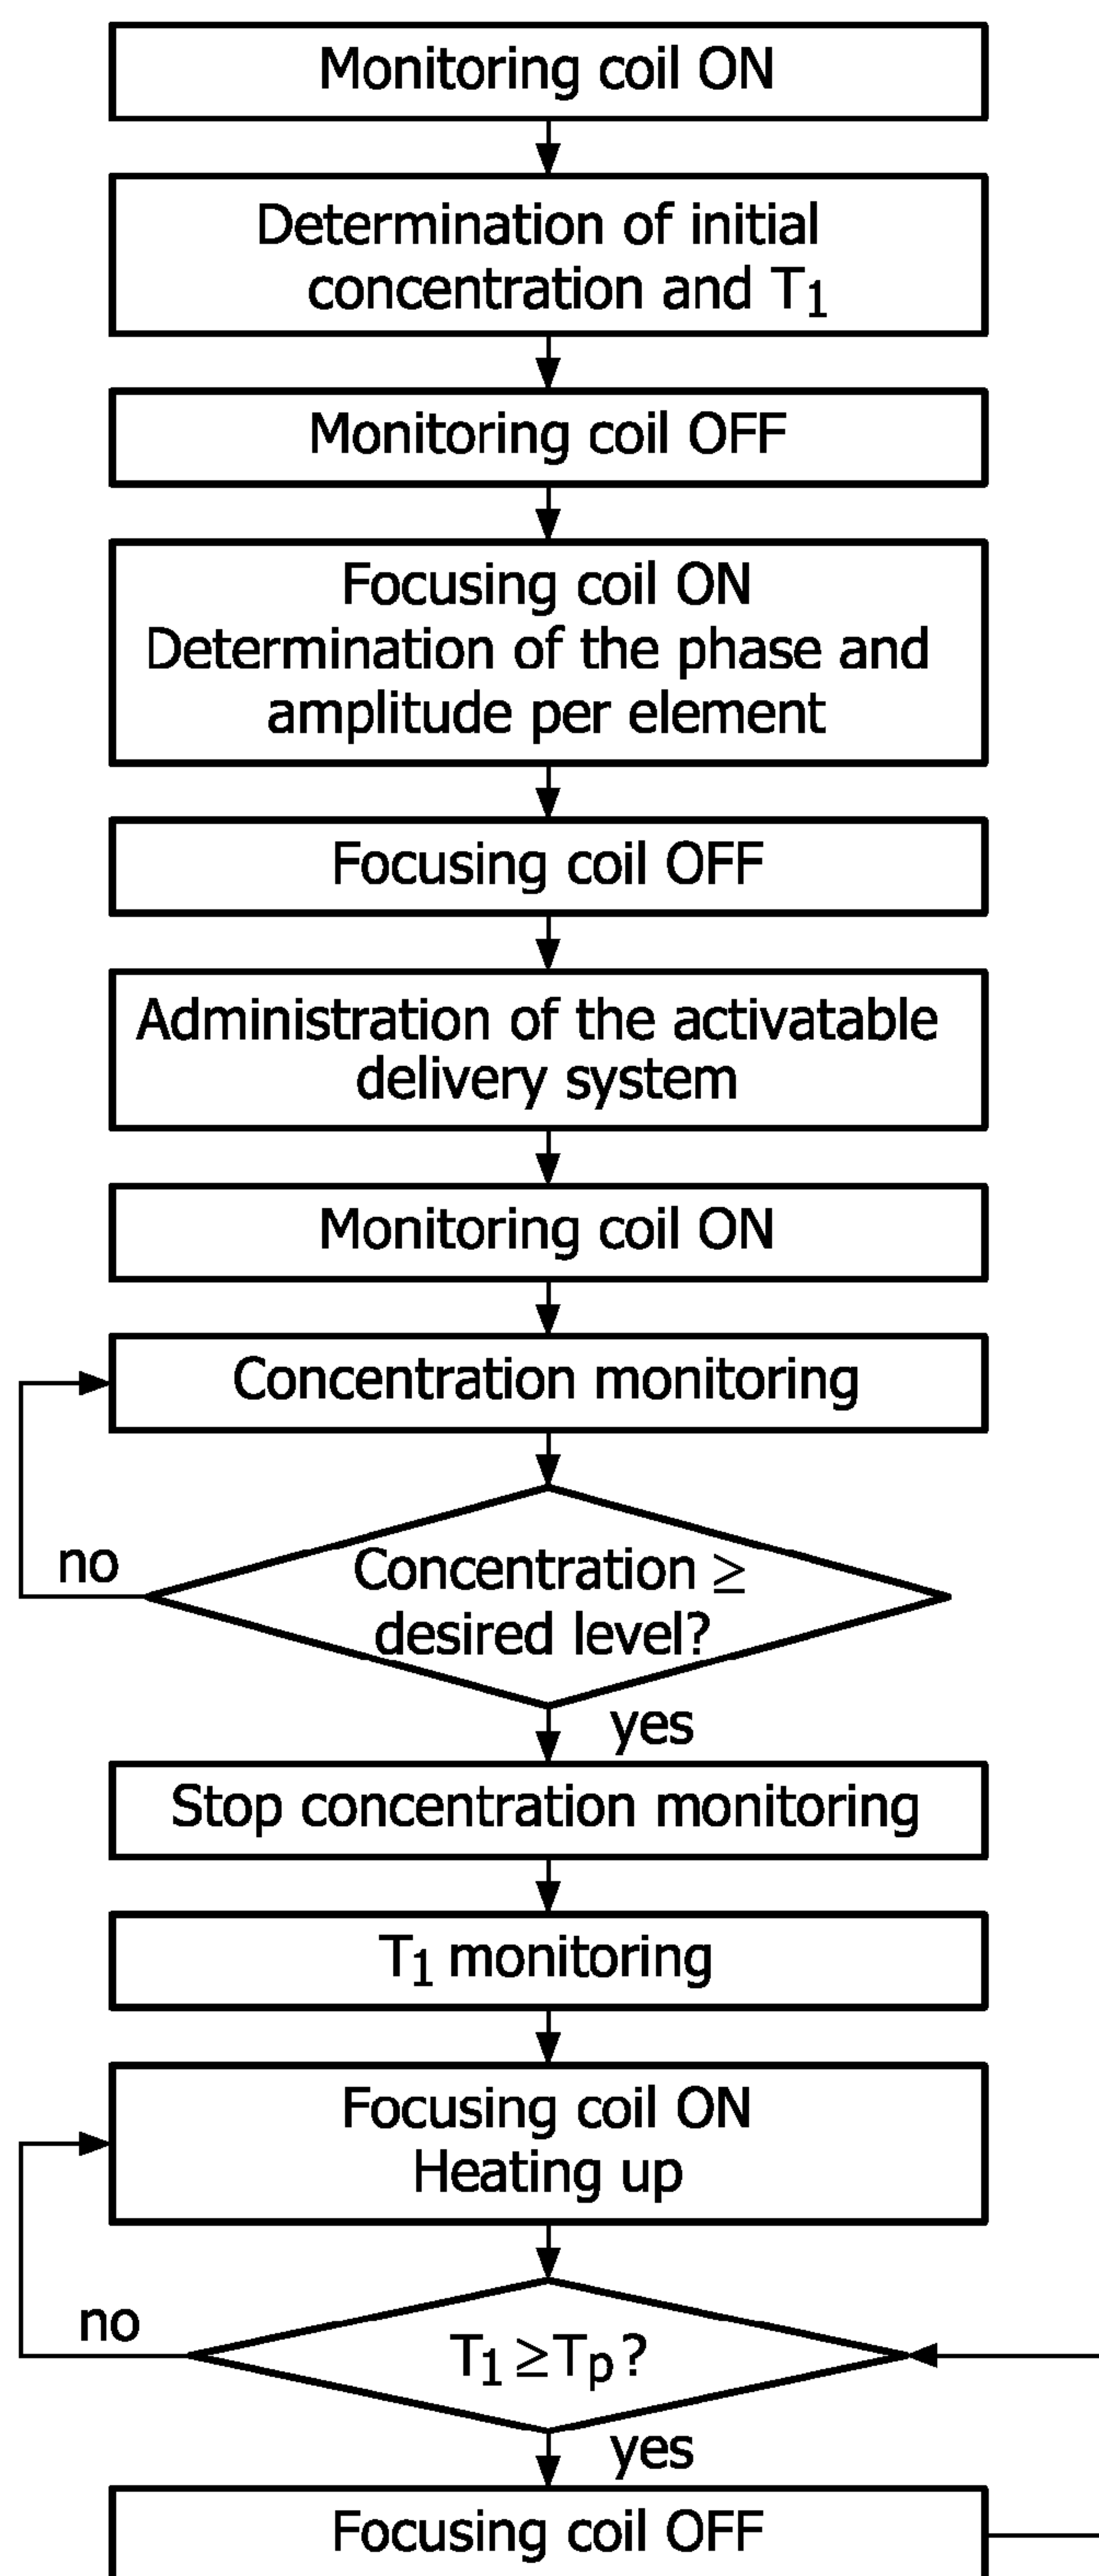 Monitoring coil ON
Determination of initial
concentration and T₁
Monitoring coil OFF
Focusing coil ON
Determination of the phase and
amplitude per element
Focusing coil OFF
Administration of the activatable
delivery system
Monitoring coil ON
Concentration monitoring
no
Concentration ≥
desired level?
yes
Stop concentration monitoring
T₁ monitoring
Focusing coil ON
Heating up
no
T₁ ≥Tₚ?
yes
Focusing coil OFF